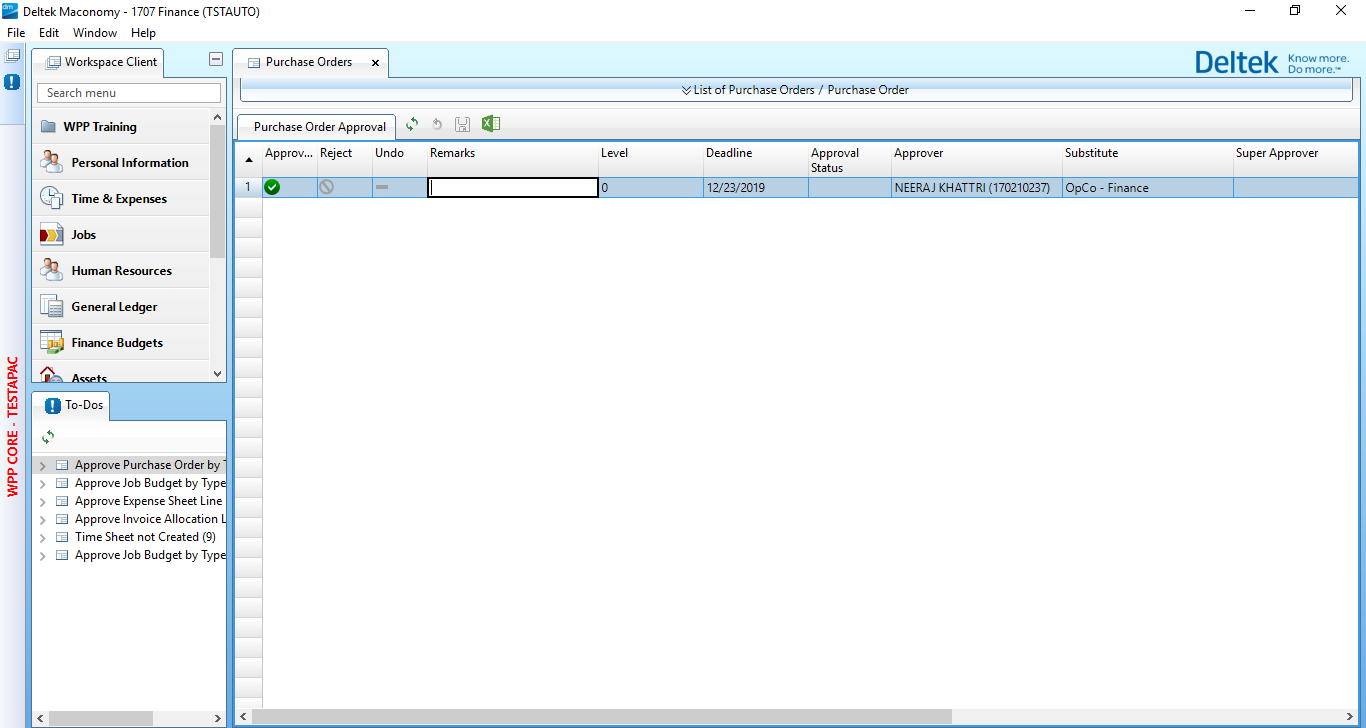 dm Deltek Maconomy - 1707 Finance (TSTAUTO)
File Edit Window Help
Workspace Client
Search menu
WPP Training
Personal Information
Time & Expenses
Jobs
Human Resources
General Ledger
Finance Budgets
Assets
WPP CORE - TESTAPAC
To-Dos
Approve Purchase Order by T
Approve Job Budget by Type
Approve Expense Sheet Line
Approve Invoice Allocation L
Time Sheet not Created (9)
Approve Job Budget by Type
Purchase Orders
Deltek Know more.
Do more.™
List of Purchase Orders / Purchase Order
Purchase Order Approval
Approv... Reject Undo Remarks Level Deadline Approval Status Approver Substitute Super Approver
1 0 12/23/2019 NEERAJ KHATTRI (170210237) OpCo - Finance